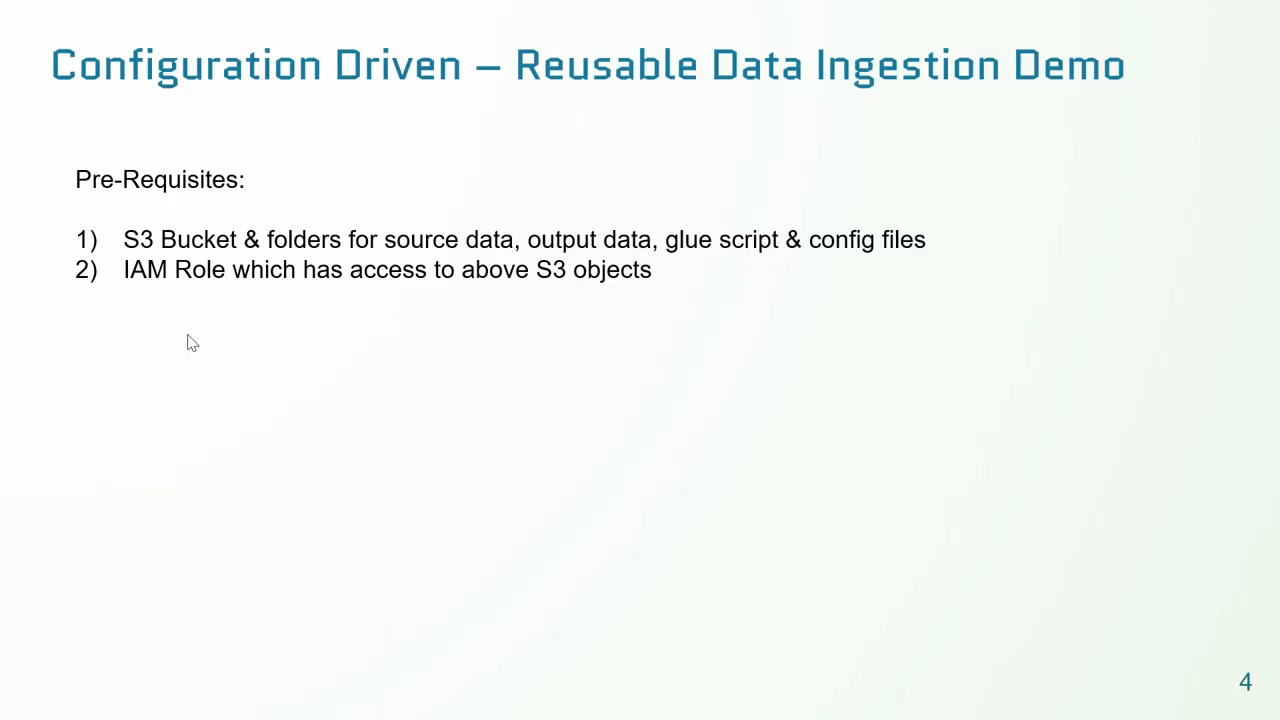 Configuration Driven – Reusable Data Ingestion Demo
Pre-Requisites:
1) S3 Bucket & folders for source data, output data, glue script & config files
2) IAM Role which has access to above S3 objects
4